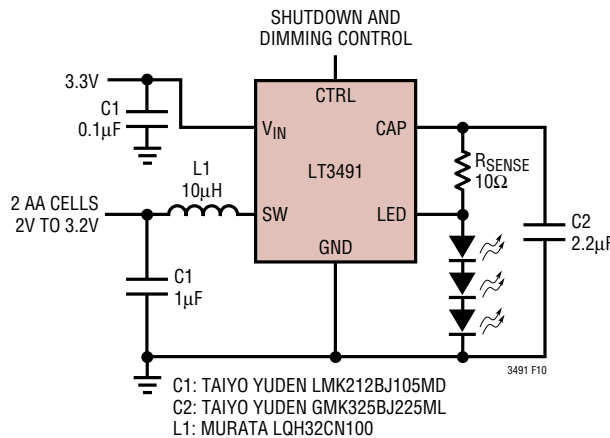 SHUTDOWN AND
DIMMING CONTROL
3.3V
C1
0.1µF
CTRL
VIN
CAP
LT3491
RSENSE
10Ω
L1
10µH
2 AA CELLS
2V TO 3.2V
SW
LED
GND
C2
2.2µF
C1
1µF
3491 F10
C1: TAIYO YUDEN LMK212BJ105MD
C2: TAIYO YUDEN GMK325BJ225ML
L1: MURATA LQH32CN100